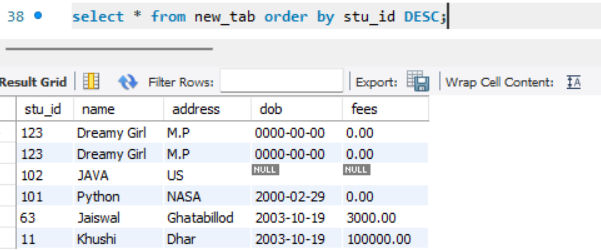 38 select * from new_tab order by stu_id DESC;
Result Grid Filter Rows: Export: Wrap Cell Content: IA
stu_id name address dob fees
123 Dreamy Girl M.P 0000-00-00 0.00
123 Dreamy Girl M.P 0000-00-00 0.00
102 JAVA US NULL NULL
101 Python NASA 2000-02-29 0.00
63 Jaiswal Ghatabillod 2003-10-19 3000.00
11 Khushi Dhar 2003-10-19 100000.00